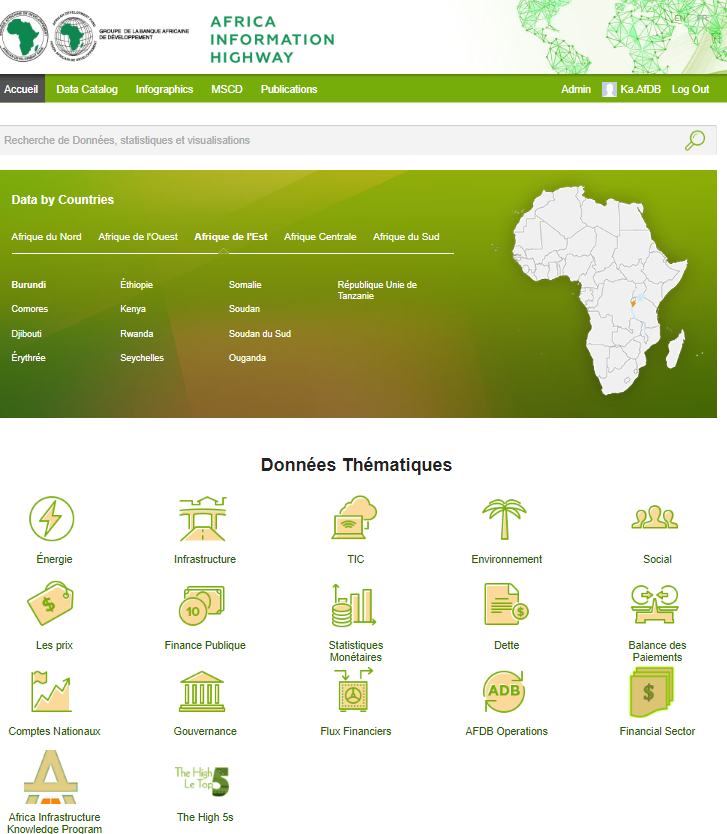 GROUPE DE LA BANQUE AFRICAINE
DE DÉVELOPPEMENT
AFRICA
INFORMATION
HIGHWAY
EN FR
Accueil Data Catalog Infographics MSCD Publications Admin Ka.AfDB Log Out
Recherche de Données, statistiques et visualisations
Data by Countries
Afrique du Nord Afrique de l'Ouest Afrique de l'Est Afrique Centrale Afrique du Sud
Burundi Éthiopie Somalie République Unie de
Tanzanie
Comores Kenya Soudan
Djibouti Rwanda Soudan du Sud
Érythrée Seychelles Ouganda
Données Thématiques
Énergie Infrastructure TIC Environnement Social
$ 10 $
Les prix Finance Publique Statistiques
Monétaires Dette Balance des
Paiements
ADB $
Comptes Nationaux Gouvernance Flux Financiers AFDB Operations Financial Sector
The High 5
Le Top
Africa Infrastructure
Knowledge Program The High 5s